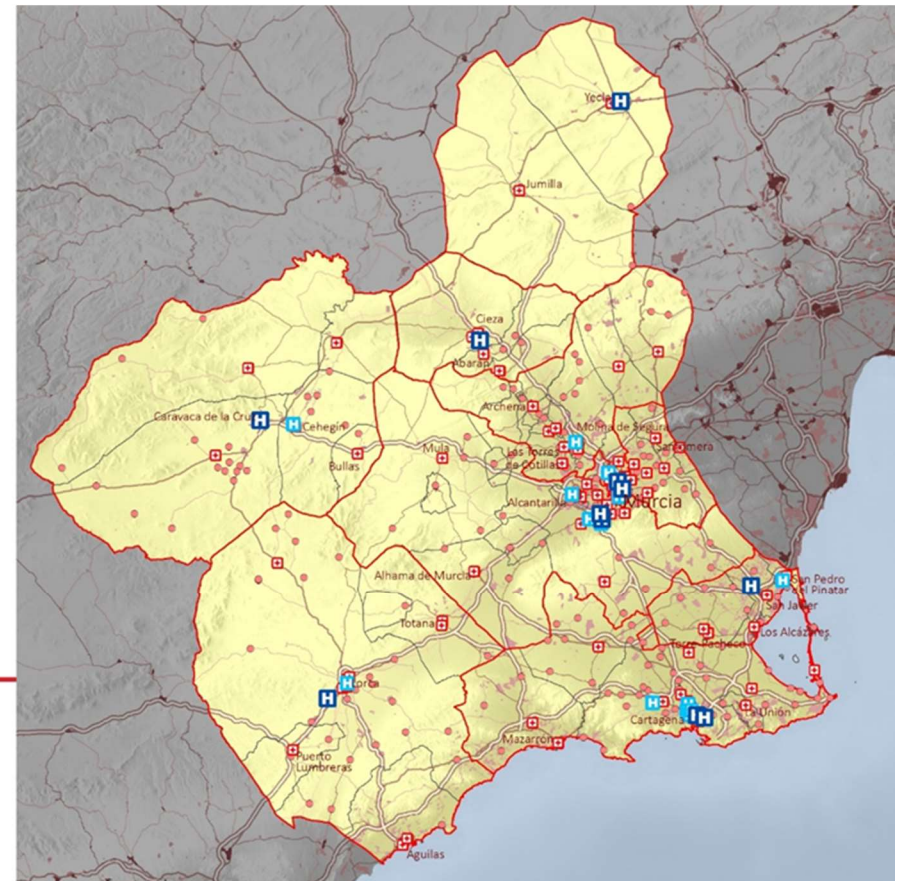 Yecla
H
Jumilla
Cieza
H
Abarán
Archena
Caravaca de la Cruz
H
H
Cehegín
Molina de Segura
H
Santomera
Bullas
Mula
Las Torres
de Cotillas
H
H
H
Alcantarilla
H
Murcia
H
H
Alhama de Murcia
H
H
San Pedro
del Pinatar
San Javier
Totana
Los Alcázares
Torre-Pacheco
H
Lorca
H
H
Cartagena
H
La Unión
Mazarrón
Puerto
Lumbreras
Águilas